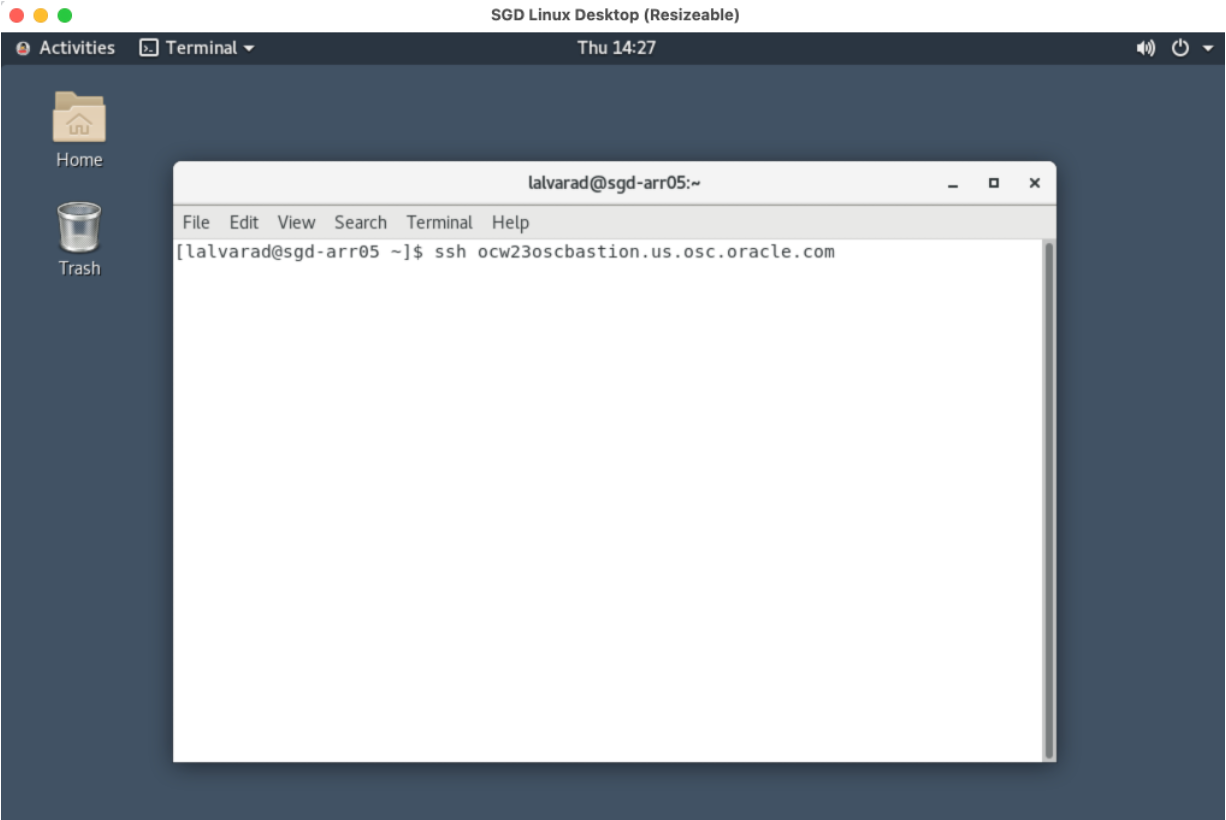 SGD Linux Desktop (Resizeable)
Activities Terminal Thu 14:27
Home
Trash
lalvarad@sgd-arr05:~
File Edit View Search Terminal Help
[lalvarad@sgd-arr05 ~]$ ssh ocw23oscbastion.us.osc.oracle.com